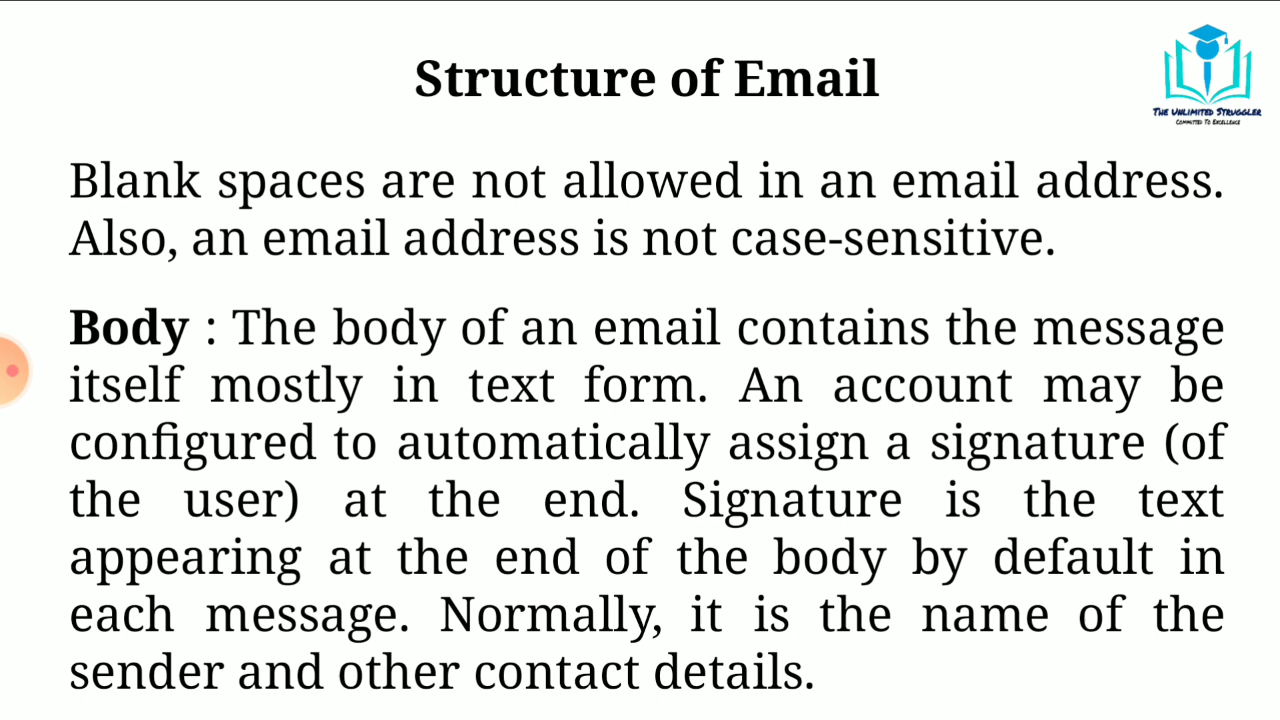 Structure of Email
THE UNLIMITED STRUGGLER
COMMITTED TO EXCELLENCE
Blank spaces are not allowed in an email address.
Also, an email address is not case-sensitive.
Body : The body of an email contains the message
itself mostly in text form. An account may be
configured to automatically assign a signature (of
the user) at the end. Signature is the text
appearing at the end of the body by default in
each message. Normally, it is the name of the
sender and other contact details.